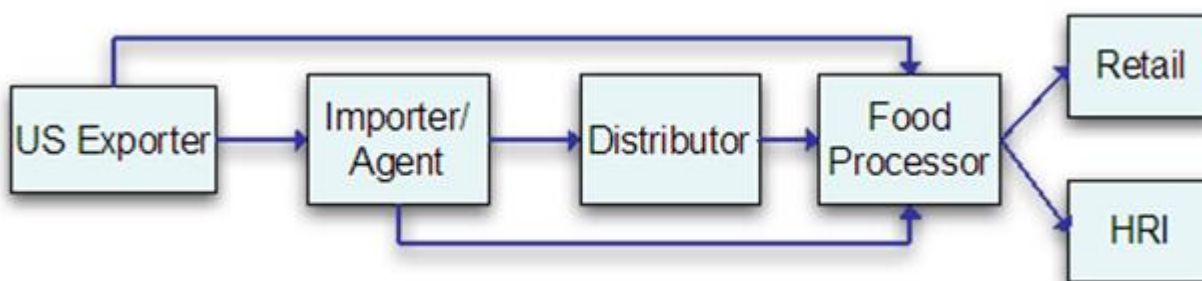 US Exporter
Importer/
Agent
Distributor
Food
Processor
Retail
HRI